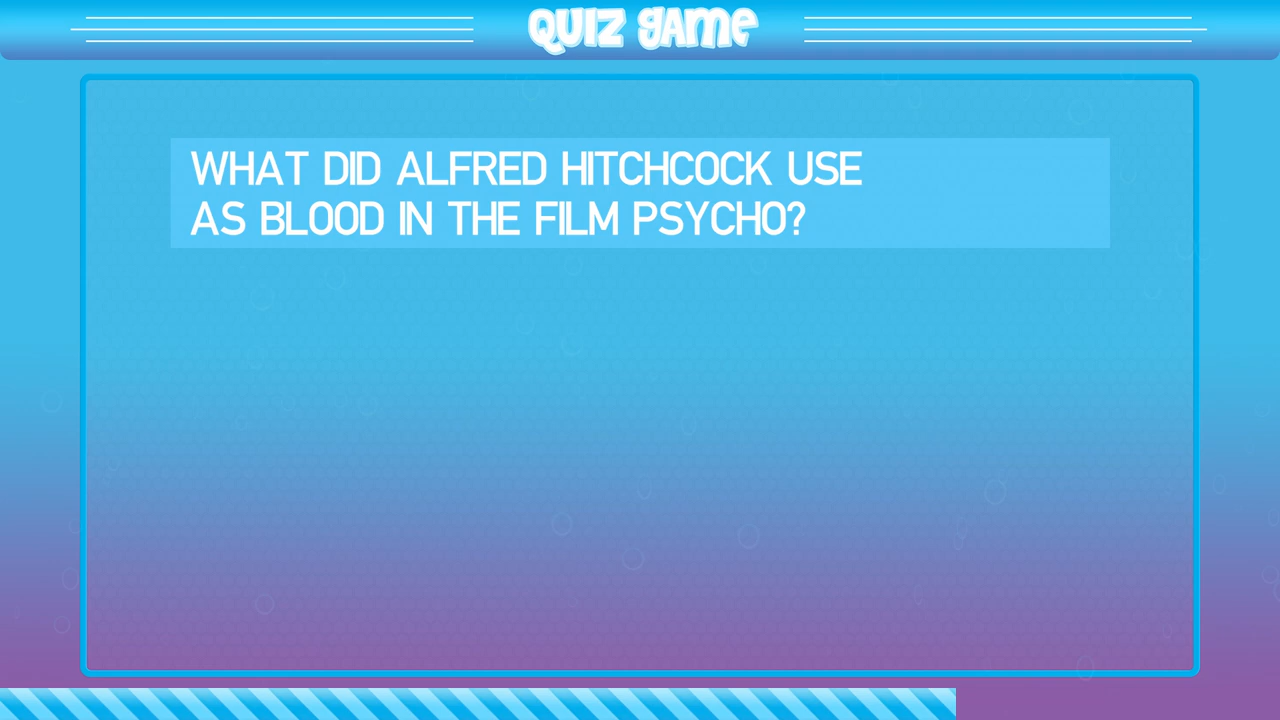 QUIZ GAME
WHAT DID ALFRED HITCHCOCK USE
AS BLOOD IN THE FILM PSYCHO?